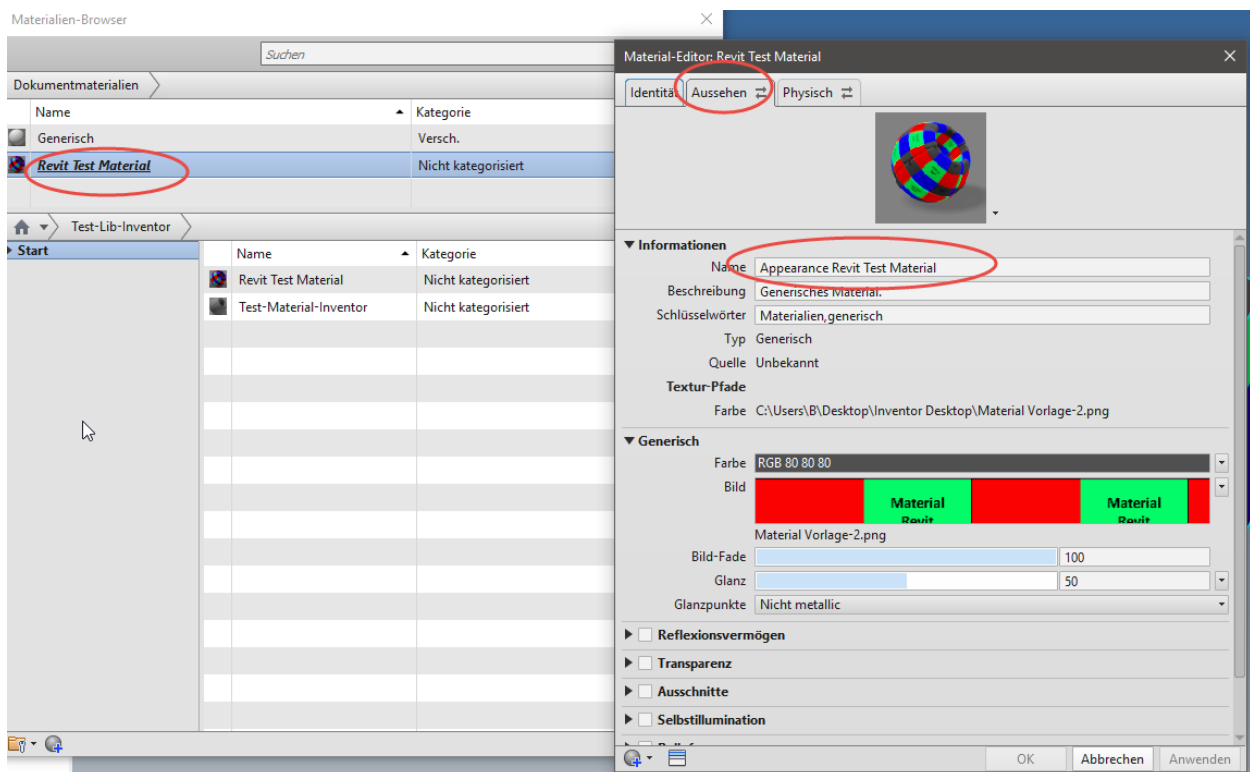 Materialien-Browser
Suchen
Dokumentmaterialien
Name Kategorie
Generisch Versch.
Revit Test Material Nicht kategorisiert
Test-Lib-Inventor
Start
Name Kategorie
Revit Test Material Nicht kategorisiert
Test-Material-Inventor Nicht kategorisiert
Material-Editor: Revit Test Material
Identität Aussehen Physisch
Informationen
Name Appearance Revit Test Material
Beschreibung Generisches Material.
Schlüsselwörter Materialien,generisch
Typ Generisch
Quelle Unbekannt
Textur-Pfade
Farbe C:\Users\B\Desktop\Inventor Desktop\Material Vorlage-2.png
Generisch
Farbe RGB 80 80 80
Bild
Material Material
Revit Revit
Material Vorlage-2.png
Bild-Fade 100
Glanz 50
Glanzpunkte Nicht metallic
Reflexionsvermögen
Transparenz
Ausschnitte
Selbstillumination
OK Abbrechen Anwenden